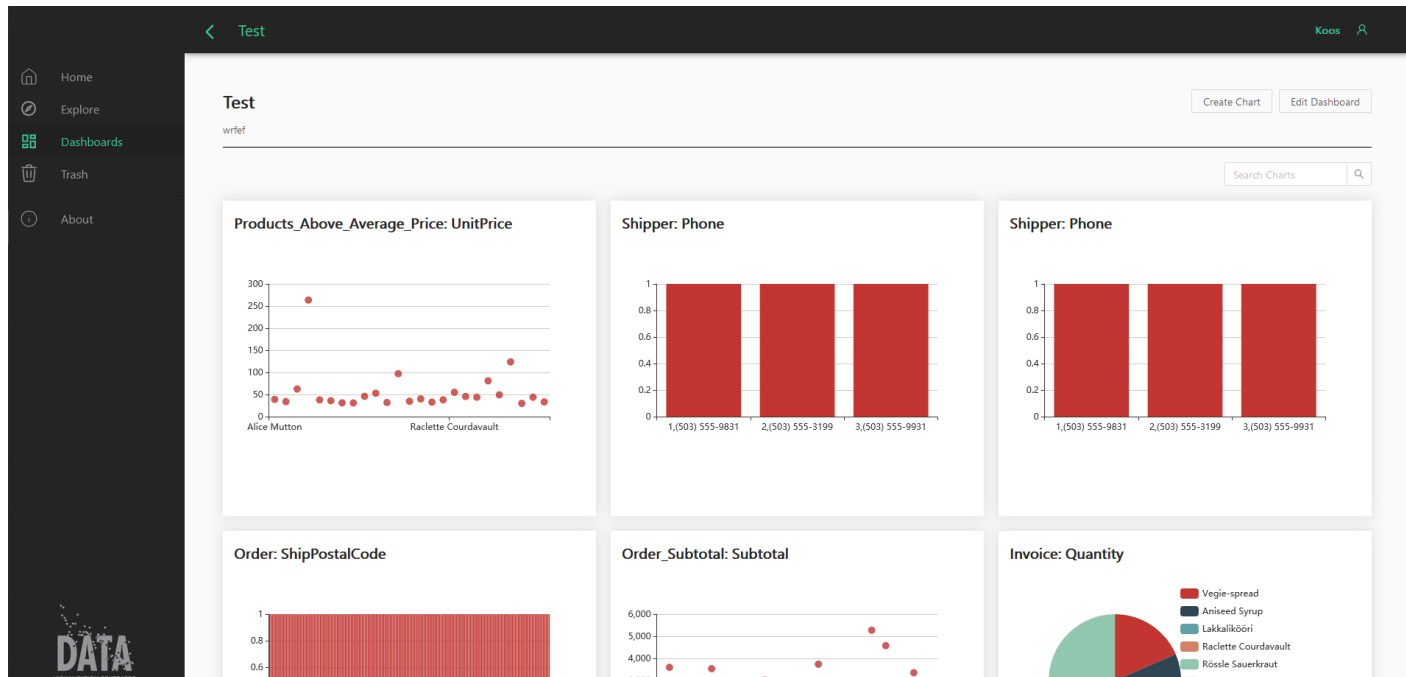 Test
Koos
Home
Explore
Dashboards
Trash
About
Test
wrfef
Create Chart
Edit Dashboard
Search Charts
Products_Above_Average_Price: UnitPrice
300
250
200
150
100
50
0
Alice Mutton
Raclette Courdavault
Shipper: Phone
1
0.8
0.6
0.4
0.2
0
1,(503) 555-9831
2,(503) 555-3199
3,(503) 555-9931
Shipper: Phone
1
0.8
0.6
0.4
0.2
0
1,(503) 555-9831
2,(503) 555-3199
3,(503) 555-9931
Order: ShipPostalCode
1
0.8
0.6
Order_Subtotal: Subtotal
6,000
5,000
4,000
Invoice: Quantity
Vegie-spread
Aniseed Syrup
Lakkalikööri
Raclette Courdavault
Rössle Sauerkraut
DATA